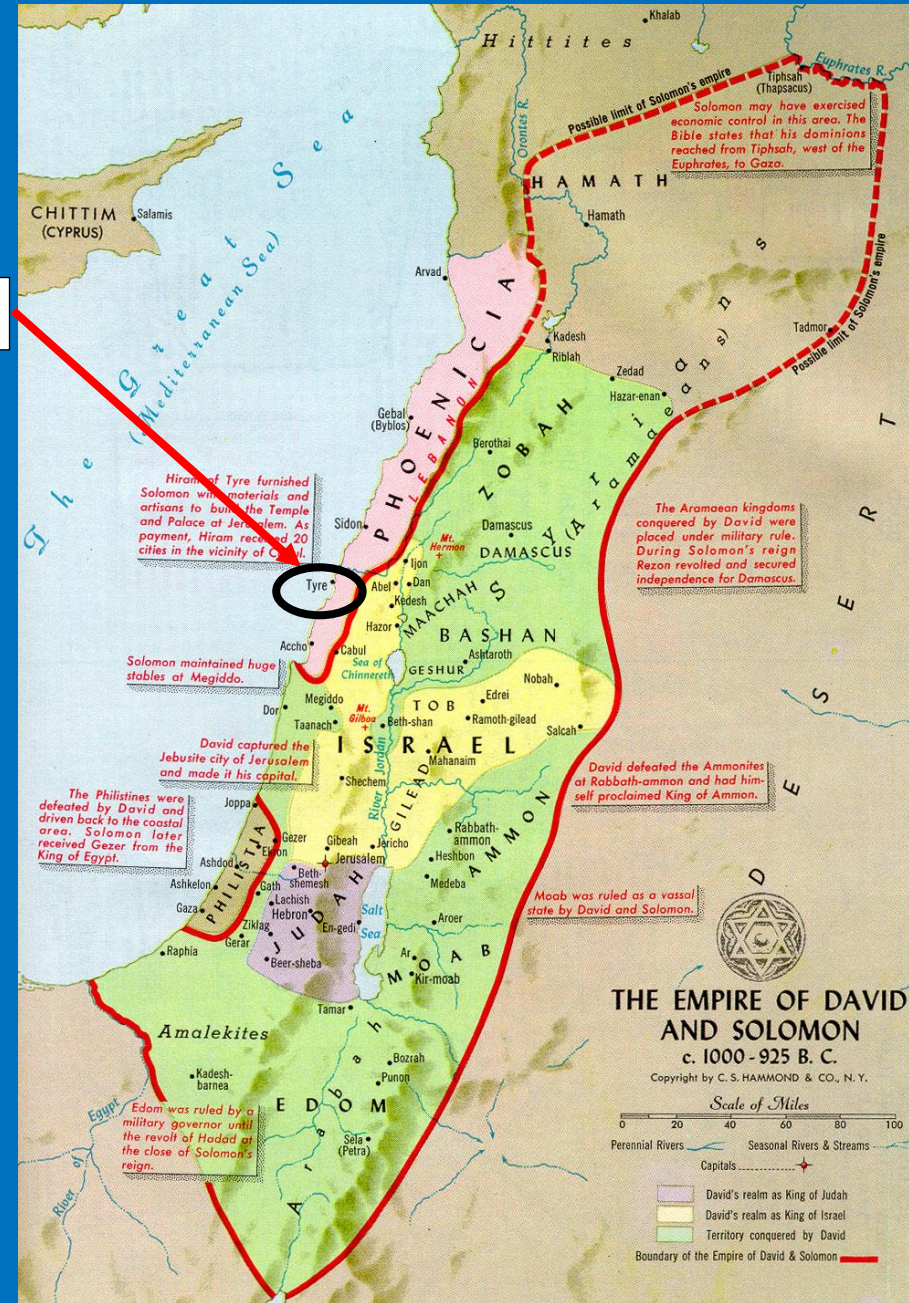 Khalab
Hittites
Euphrates R.
Tiphsah
(Thapsacus)
Possible limit of Solomon's empire
Solomon may have exercised
economic control in this area. The
Bible states that his dominions
reached from Tiphsah, west of the
Euphrates, to Gaza.
Orontes R.
HAMATH
Hamath
CHITTIM
(CYPRUS)
Salamis
The Great Sea
(Mediterranean Sea)
Arvad
Possible limit of Solomon's empire
Tadmor
Syrians
(Aramaeans)
Kadesh
Riblah
Zedad
Hazar-enan
PHOENICIA
LEBANON
Gebal
(Byblos)
ZOBAH
Berothai
DESERT
Hiram of Tyre furnished
Solomon with materials and
artisans to build the Temple
and Palace at Jerusalem. As
payment, Hiram received 20
cities in the vicinity of Cabul.
Sidon
Damascus
DAMASCUS
Mt.
Hermon
The Aramaean kingdoms
conquered by David were
placed under military rule.
During Solomon's reign
Rezon revolted and secured
independence for Damascus.
Ijon
Tyre
Abel
Dan
Kedesh
MAACHAH
Hazor
BASHAN
Accho
Cabul
Sea of
Chinnereth
GESHUR
Ashtaroth
Solomon maintained huge
stables at Megiddo.
Nobah
Edrei
TOB
Dor
Megiddo
Mt.
Gilboa
Taanach
Beth-shan
Ramoth-gilead
Salcah
ISRAEL
David captured the
Jebusite city of Jerusalem
and made it his capital.
Mahanaim
Shechem
River Jordan
GILEAD
David defeated the Ammonites
at Rabbath-ammon and had him-
self proclaimed King of Ammon.
The Philistines were
defeated by David and
driven back to the coastal
area. Solomon later
received Gezer from the
King of Egypt.
Joppa
PHILISTIA
Gezer
Ekron
Gibeah
Jericho
Rabbath-
ammon
AMMON
Ashdod
Jerusalem
Heshbon
Beth-
shemesh
Ashkelon
Gath
Medeba
Lachish
JUDAH
Gaza
Hebron
Salt
Sea
Moab was ruled as a vassal
state by David and Solomon.
Ziklag
En-gedi
Aroer
Gerar
Raphia
Beer-sheba
Ar
MOAB
Kir-moab
Tamar
Amalekites
Arabah
Bozrah
Kadesh-
barnea
Punon
EDOM
Edom was ruled by a
military governor until
the revolt of Hadad at
the close of Solomon's
reign.
Sela
(Petra)
River of Egypt
THE EMPIRE OF DAVID
AND SOLOMON
c. 1000-925 B. C.
Copyright by C. S. HAMMOND & CO., N. Y.
Scale of Miles
0 20 40 60 80 100
Perennial Rivers Seasonal Rivers & Streams
Capitals
David's realm as King of Judah
David's realm as King of Israel
Territory conquered by David
Boundary of the Empire of David & Solomon